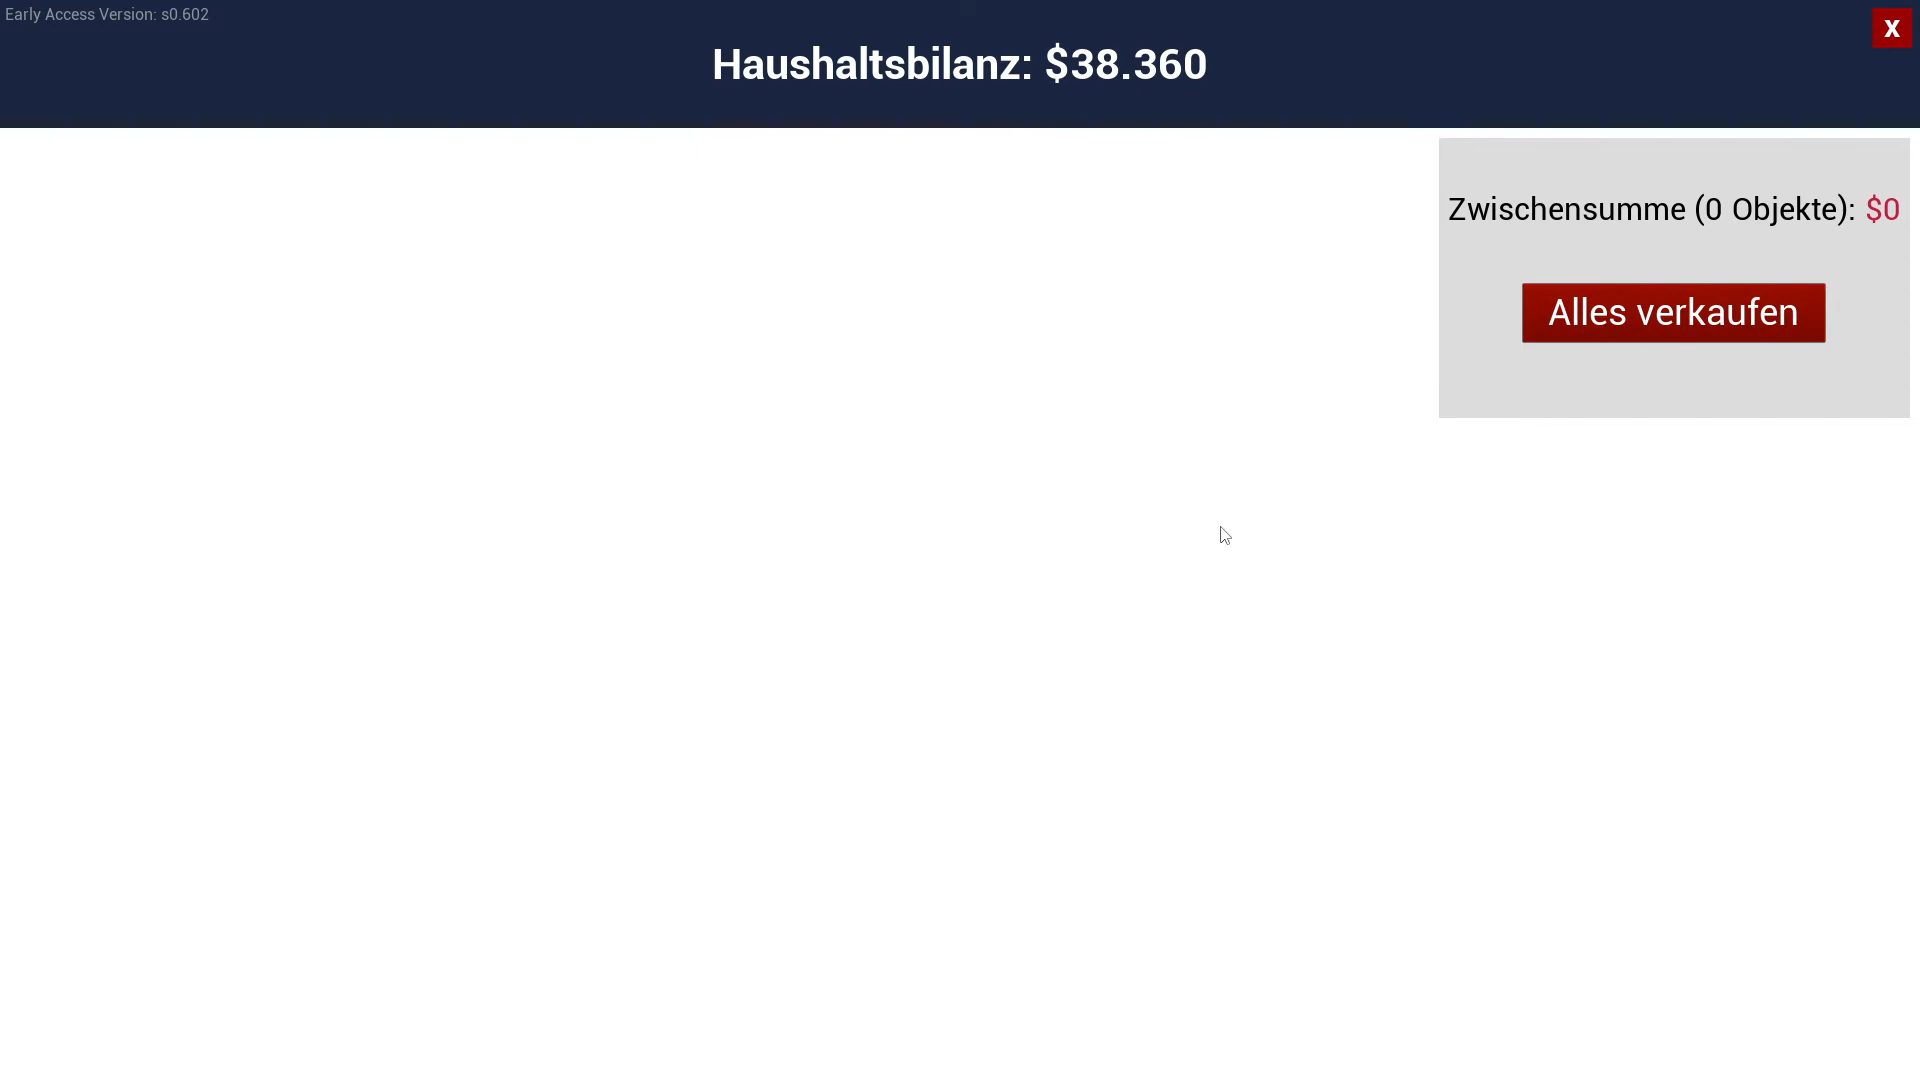 Early Access Version: s0.602
X
Haushaltsbilanz: $38.360
Zwischensumme (0 Objekte): $0
Alles verkaufen